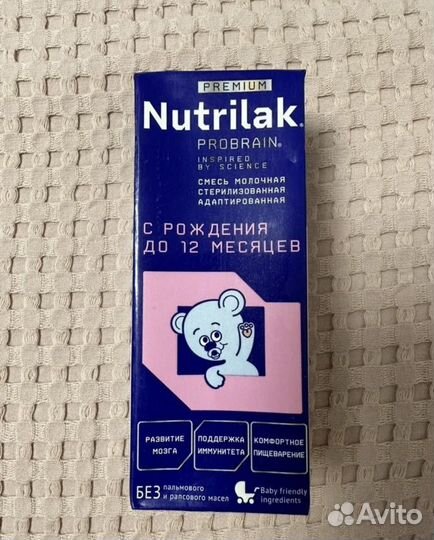 PREMIUM
Nutrilak®
PROBRAIN®
INSPIRED
BY SCIENCE
СМЕСЬ МОЛОЧНАЯ
СТЕРИЛИЗОВАННАЯ
АДАПТИРОВАННАЯ
С РОЖДЕНИЯ
ДО 12 МЕСЯЦЕВ
РАЗВИТИЕ
МОЗГА
ПОДДЕРЖКА
ИММУНИТЕТА
КОМФОРТНОЕ
ПИЩЕВАРЕНИЕ
БЕЗ пальмового
и рапсового масел
Baby friendly
ingredients
Avito